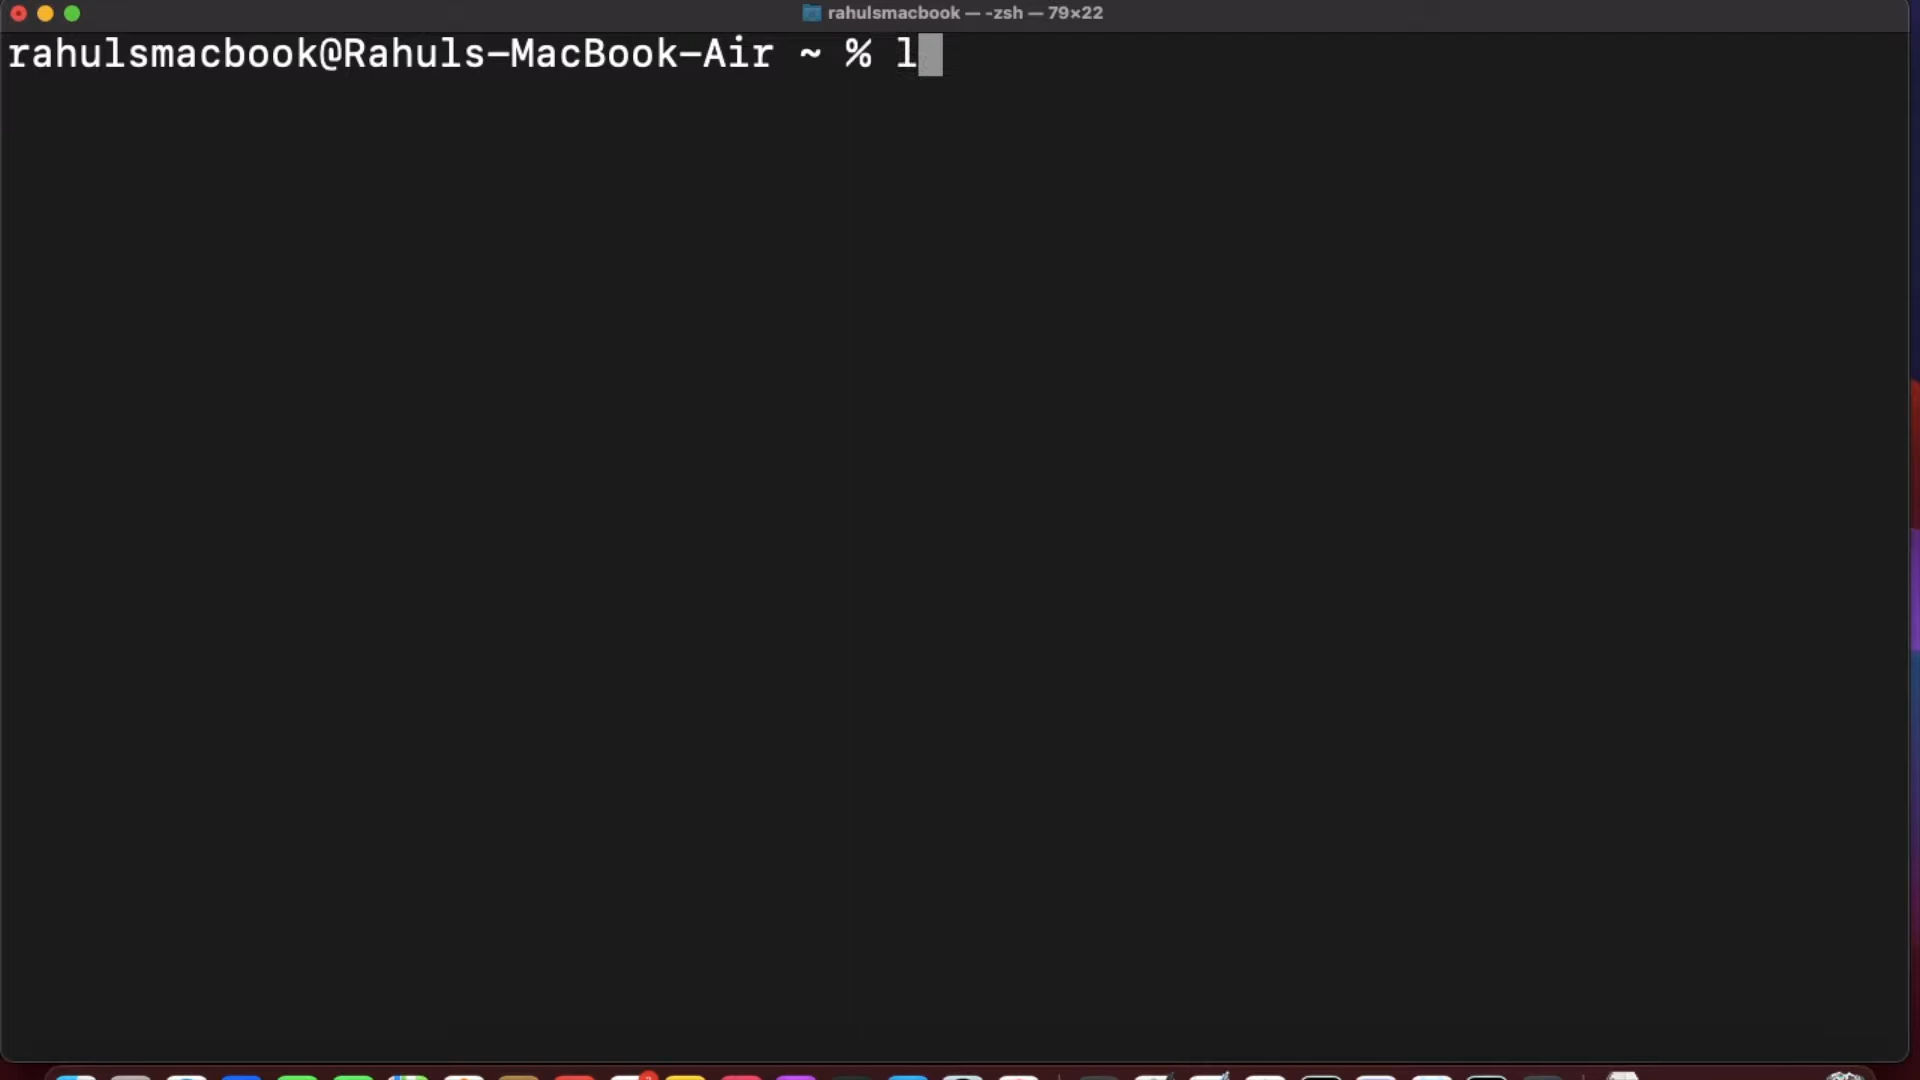 rahulsmacbook — -zsh — 79×22
rahulsmacbook@Rahuls-MacBook-Air ~ % l